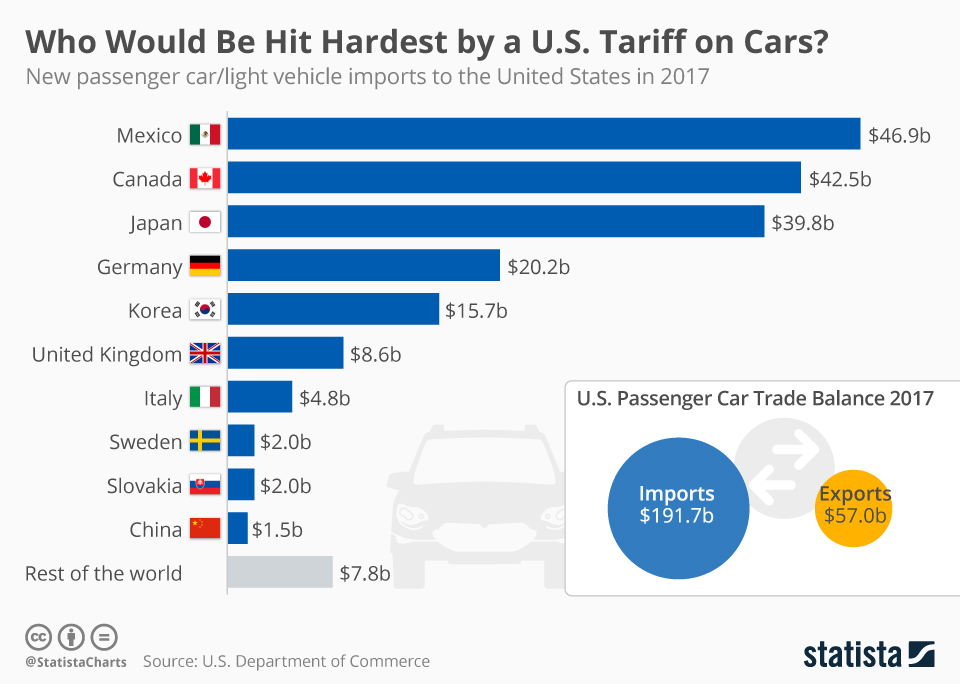 Who Would Be Hit Hardest by a U.S. Tariff on Cars?
New passenger car/light vehicle imports to the United States in 2017
Mexico $46.9b
Canada $42.5b
Japan $39.8b
Germany $20.2b
Korea $15.7b
United Kingdom $8.6b
Italy $4.8b
Sweden $2.0b
Slovakia $2.0b
China $1.5b
Rest of the world $7.8b
U.S. Passenger Car Trade Balance 2017
Imports
$191.7b
Exports
$57.0b
cc
@StatistaCharts Source: U.S. Department of Commerce
statista